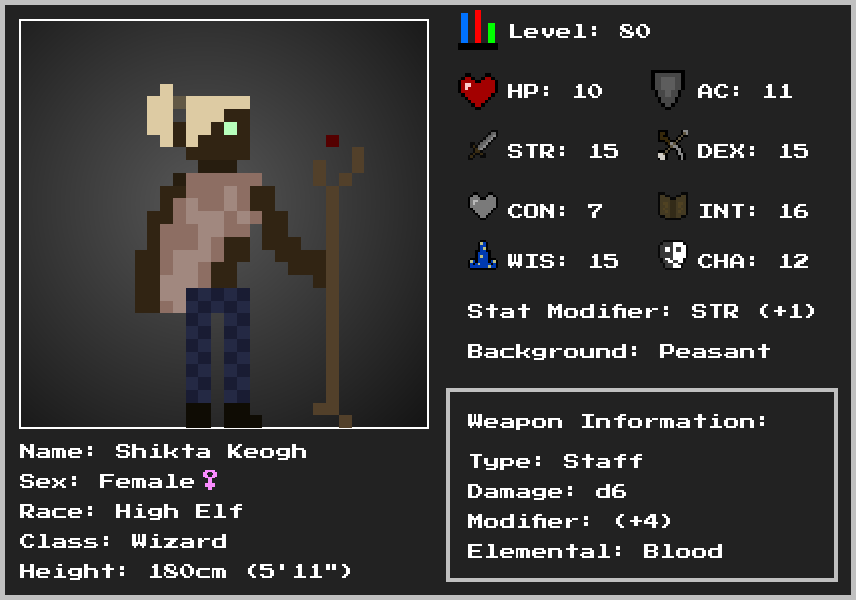 Level: 80
HP: 10
AC: 11
STR: 15
DEX: 15
CON: 7
INT: 16
WIS: 15
CHA: 12
Stat Modifier: STR (+1)
Background: Peasant
Weapon Information:
Type: Staff
Damage: d6
Modifier: (+4)
Elemental: Blood
Name: Shikta Keogh
Sex: Female♀
Race: High Elf
Class: Wizard
Height: 180cm (5'11")